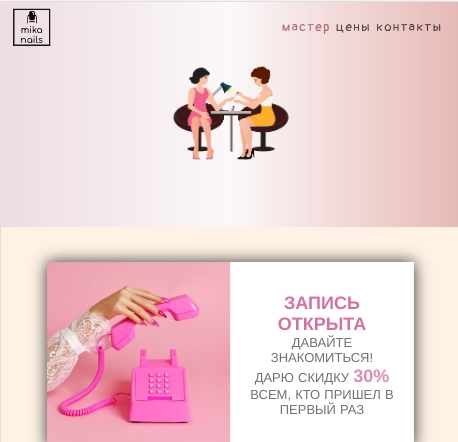 mika
nails
мастер цены контакты
ЗАПИСЬ
ОТКРЫТА
ДАВАЙТЕ
ЗНАКОМИТЬСЯ!
ДАРЮ СКИДКУ 30%
ВСЕМ, КТО ПРИШЕЛ В
ПЕРВЫЙ РАЗ